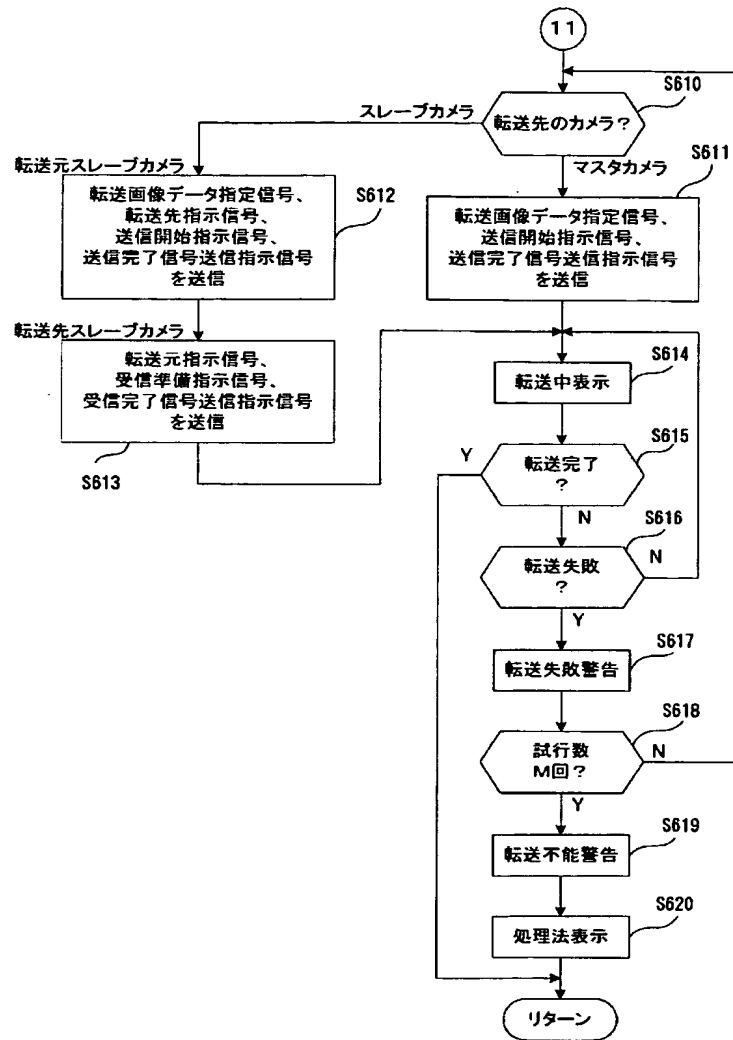 11
S610
転送先のカメラ?
スレーブカメラ
マスタカメラ
転送元スレーブカメラ
S612
転送画像データ指定信号、
転送先指示信号、
送信開始指示信号、
送信完了信号送信指示信号
を送信
S611
転送画像データ指定信号、
送信開始指示信号、
送信完了信号送信指示信号
を送信
転送先スレーブカメラ
転送元指示信号、
受信準備指示信号、
受信完了信号送信指示信号
を送信
S613
S614
転送中表示
S615
転送完了
?
Y
N
S616
転送失敗
?
N
Y
S617
転送失敗警告
S618
試行数
M回?
N
Y
S619
転送不能警告
S620
処理法表示
リターン